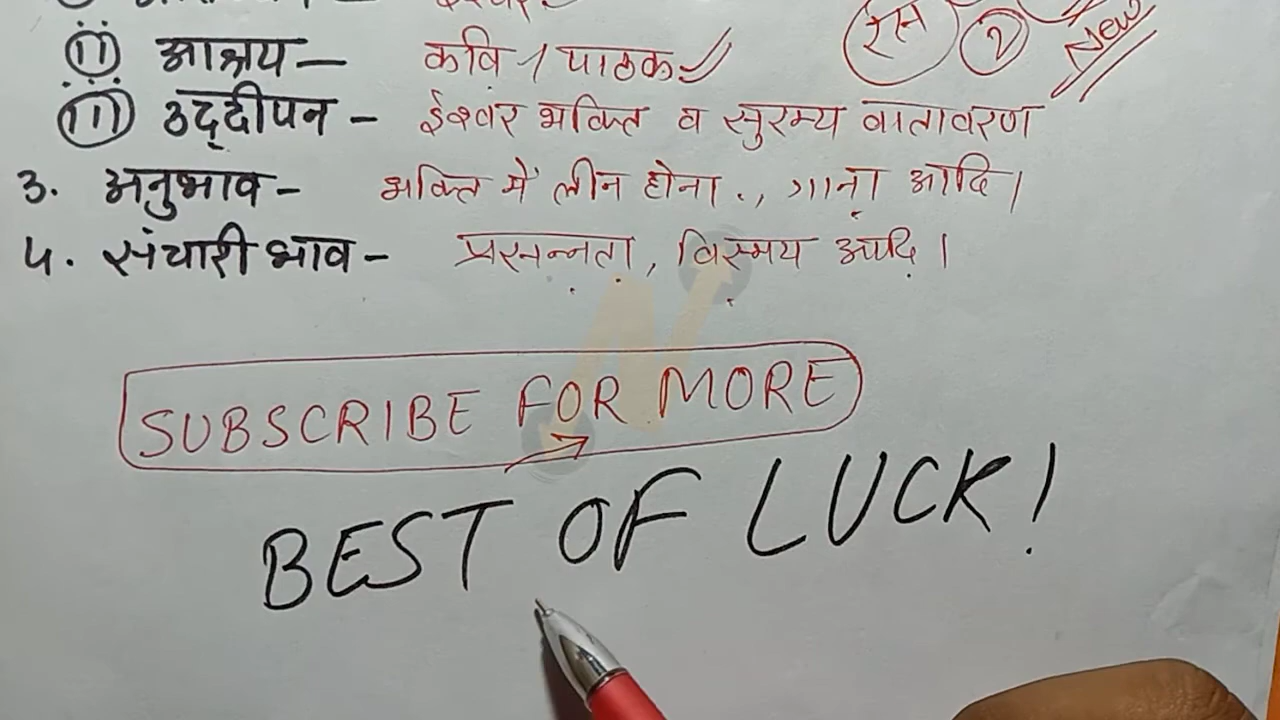 रस 2 New
(ii) आश्रय — कवि / पाठक
(iii) उद्दीपन - ईश्वर भक्ति व सुरम्य वातावरण
3. अनुभाव - भक्ति में लीन होना., गाना आदि।
4. संचारी भाव - प्रसन्नता, विस्मय आदि।
SUBSCRIBE FOR MORE
BEST OF LUCK!